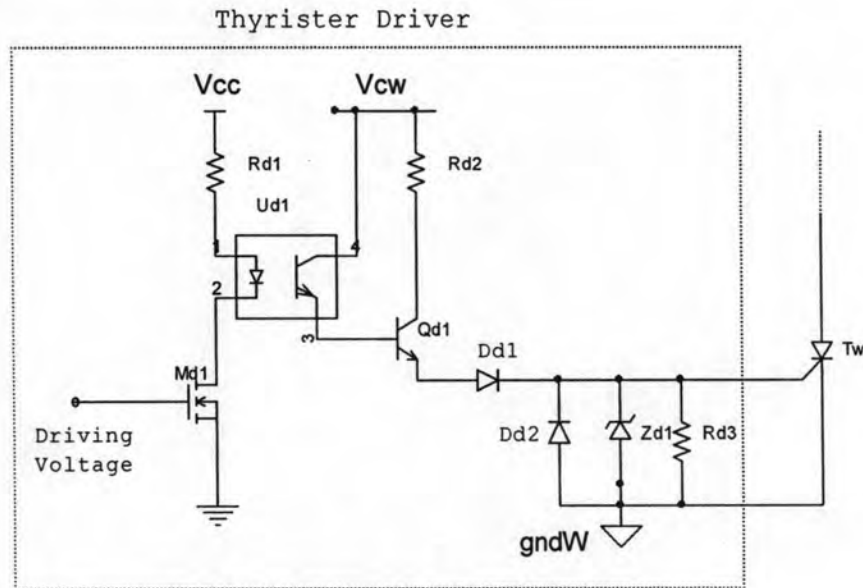 Thyrister Driver
Vcc
Vcw
Rd1
Rd2
Ud1
1
4
2
3
Qd1
Md1
Dd1
Tw
Driving
Voltage
Dd2
Zd1
Rd3
gndW